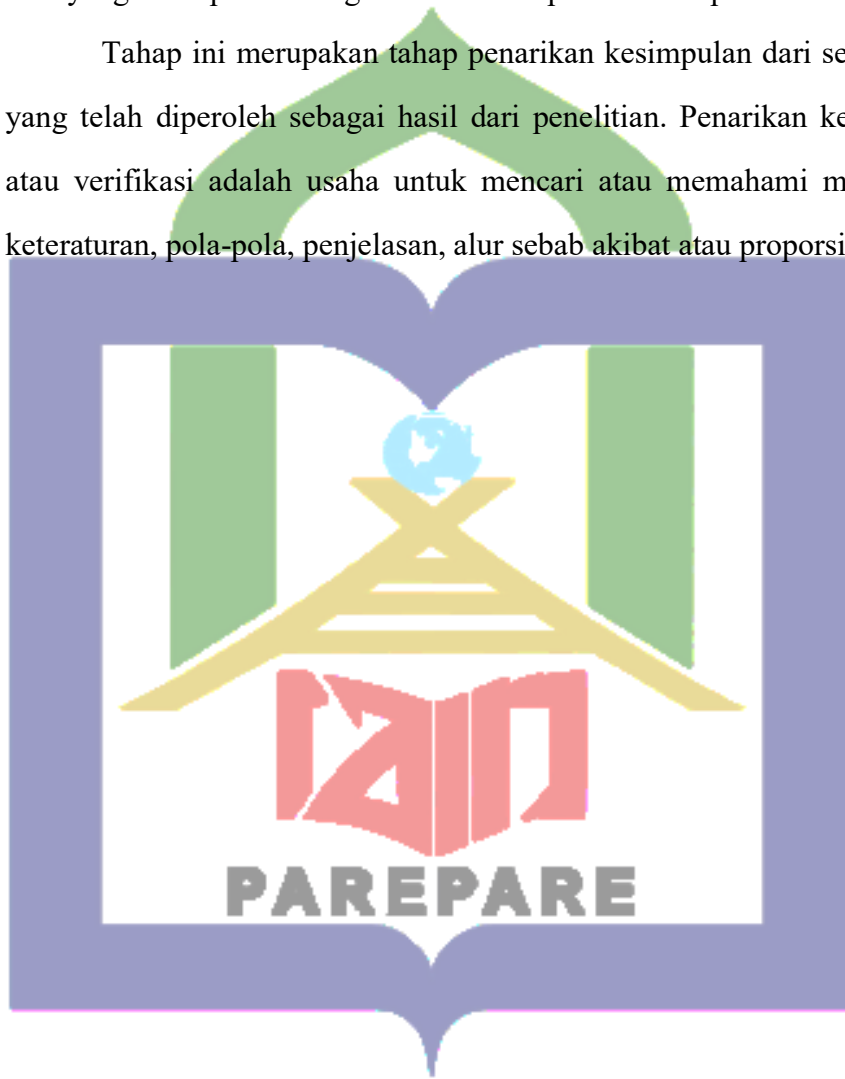 Tahap ini merupakan tahap penarikan kesimpulan dari se
yang telah diperoleh sebagai hasil dari penelitian. Penarikan ke
atau verifikasi adalah usaha untuk mencari atau memahami m
keteraturan, pola-pola, penjelasan, alur sebab akibat atau proporsi
iain
PAREPARE